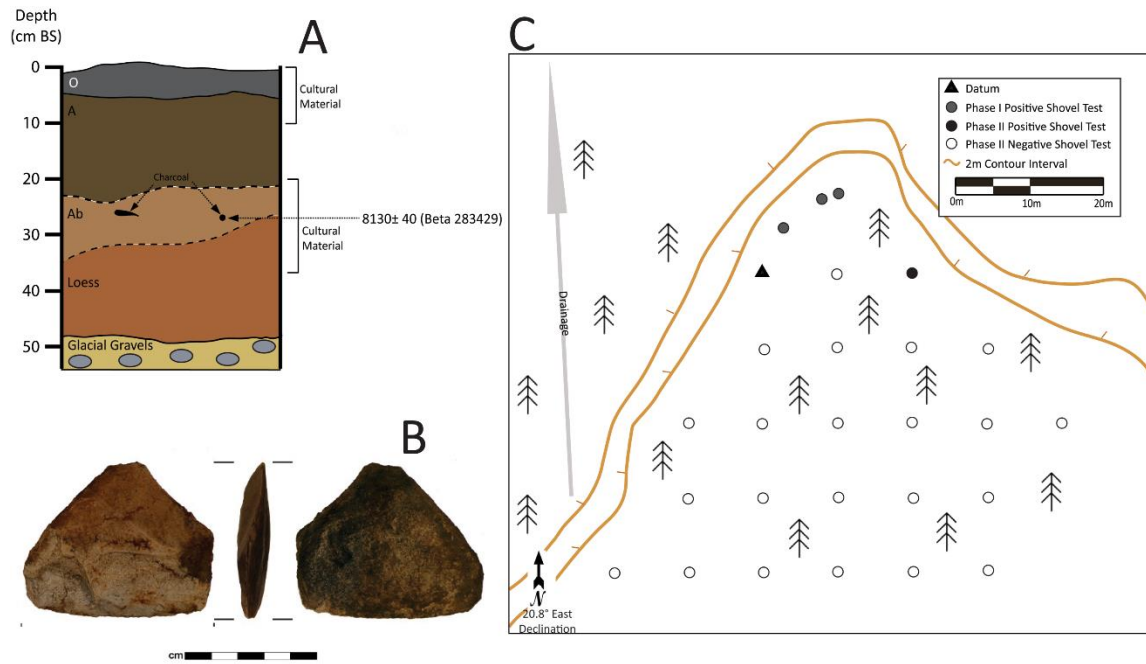 Depth
(cm BS)
A
0
O
A
Cultural
Material
10
20
Charcoal
Ab
8130± 40 (Beta 283429)
30
Cultural
Material
Loess
40
Glacial Gravels
50
B
cm
C
Datum
Phase I Positive Shovel Test
Phase II Positive Shovel Test
Phase II Negative Shovel Test
2m Contour Interval
0m 10m 20m
Drainage
N
20.8° East
Declination